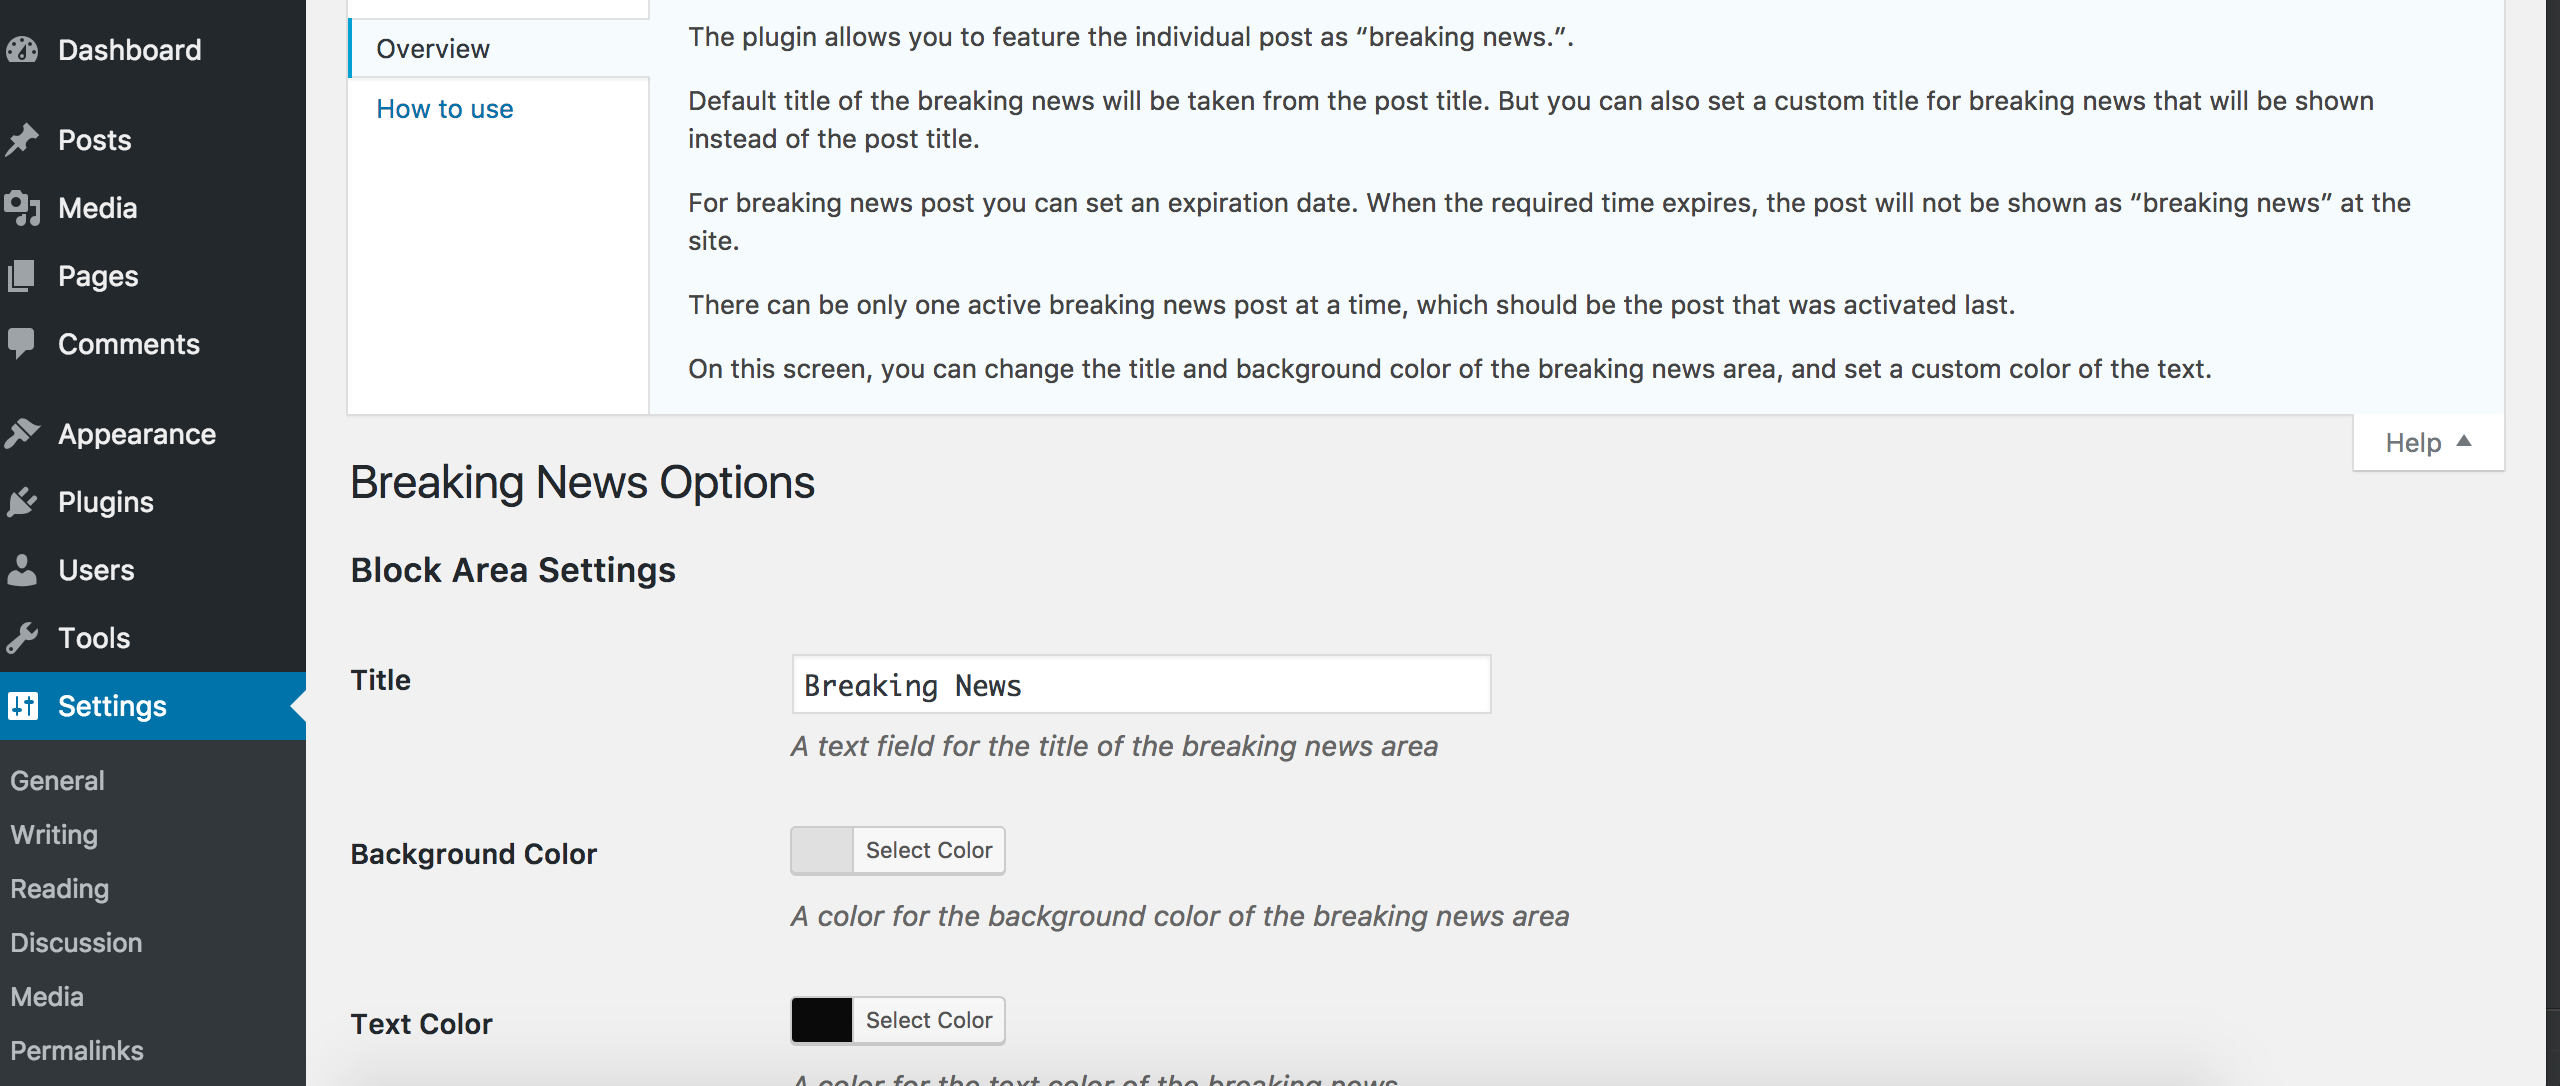 Dashboard
Posts
Media
Pages
Comments
Appearance
Plugins
Users
Tools
Settings
General
Writing
Reading
Discussion
Media
Permalinks
Overview
How to use
The plugin allows you to feature the individual post as “breaking news.”.
Default title of the breaking news will be taken from the post title. But you can also set a custom title for breaking news that will be shown
instead of the post title.
For breaking news post you can set an expiration date. When the required time expires, the post will not be shown as “breaking news” at the
site.
There can be only one active breaking news post at a time, which should be the post that was activated last.
On this screen, you can change the title and background color of the breaking news area, and set a custom color of the text.
Help
Breaking News Options
Block Area Settings
Title
Breaking News
A text field for the title of the breaking news area
Background Color
Select Color
A color for the background color of the breaking news area
Text Color
Select Color
A color for the text color of the breaking news